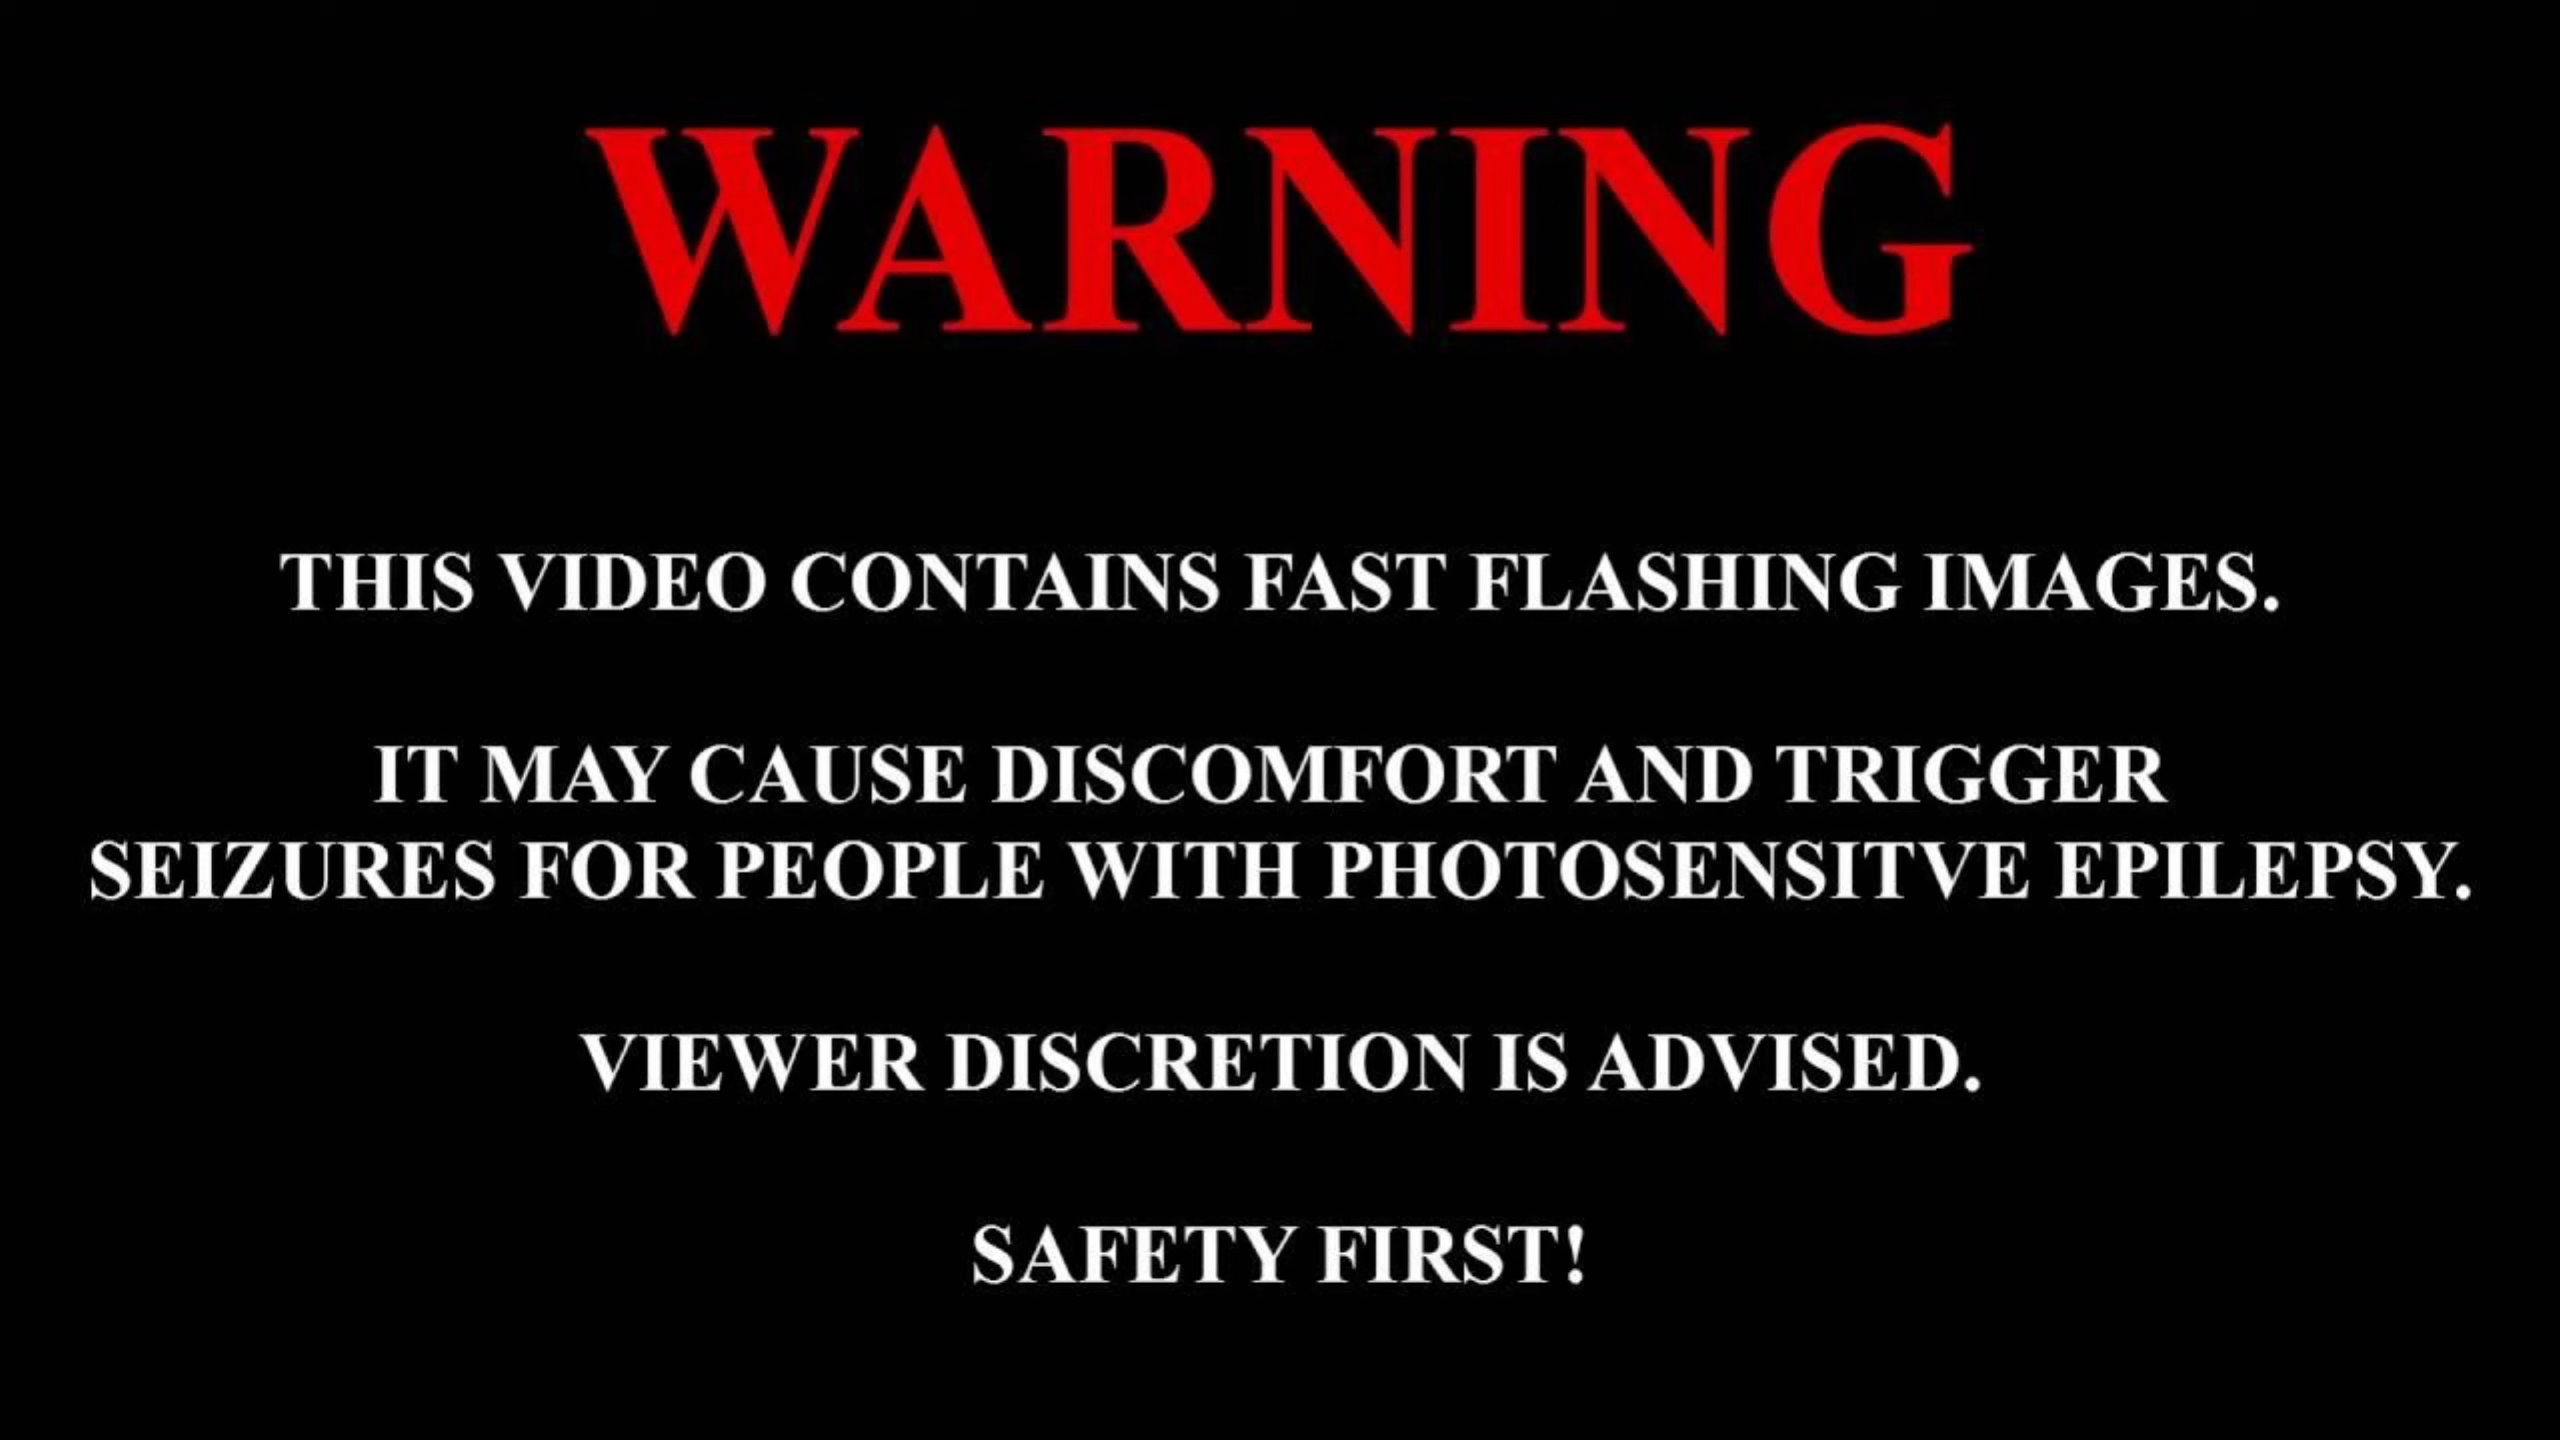 WARNING
THIS VIDEO CONTAINS FAST FLASHING IMAGES.
IT MAY CAUSE DISCOMFORT AND TRIGGER
SEIZURES FOR PEOPLE WITH PHOTOSENSITVE EPILEPSY.
VIEWER DISCRETION IS ADVISED.
SAFETY FIRST!